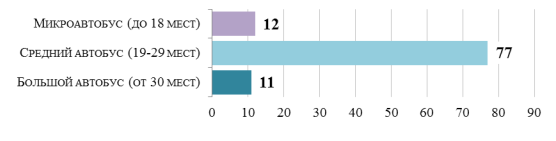 Микроавтобус (до 18 мест) 12
Средний автобус (19-29 мест) 77
Большой автобус (от 30 мест) 11
0 10 20 30 40 50 60 70 80 90